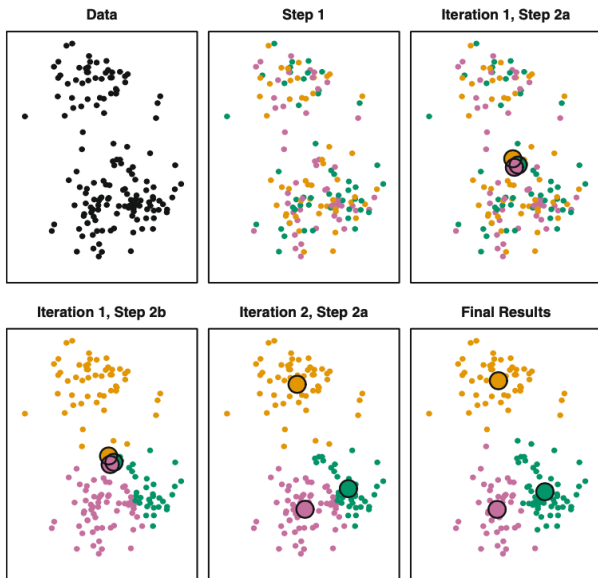 Data
Step 1
Iteration 1, Step 2a
Iteration 1, Step 2b
Iteration 2, Step 2a
Final Results